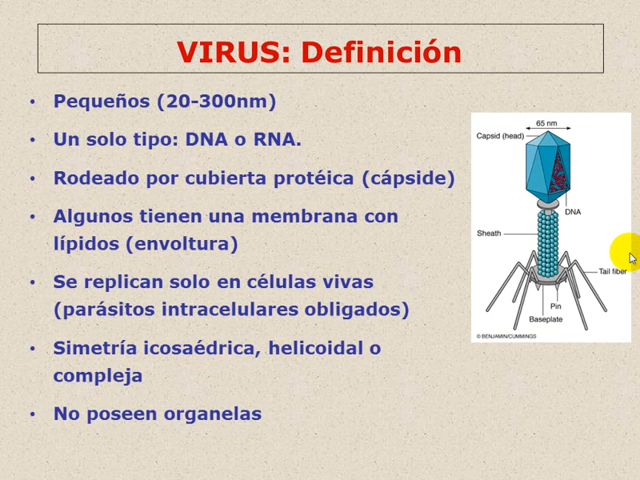 VIRUS: Definición
• Pequeños (20-300nm)
• Un solo tipo: DNA o RNA.
• Rodeado por cubierta protéica (cápside)
• Algunos tienen una membrana con
lípidos (envoltura)
• Se replican solo en células vivas
(parásitos intracelulares obligados)
• Simetría icosaédrica, helicoidal o
compleja
• No poseen organelas
65 nm
Capsid (head)
DNA
Sheath
Tail fiber
Pin
Baseplate
© BENJAMIN/CUMMINGS